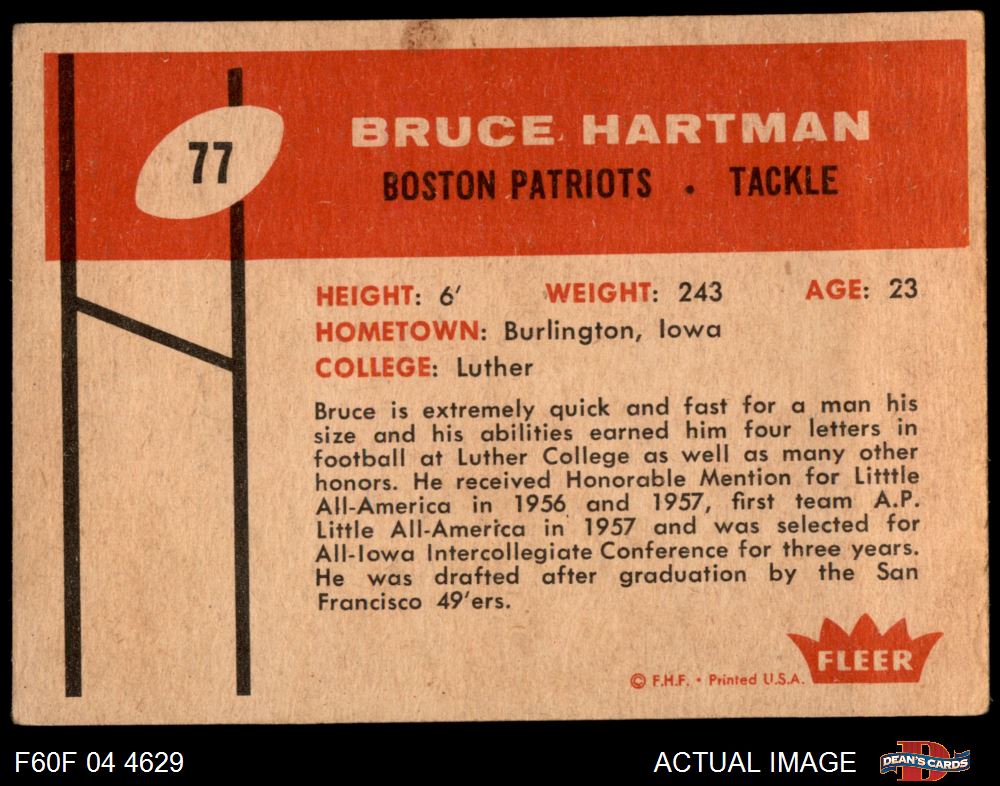 77
BRUCE HARTMAN
BOSTON PATRIOTS . TACKLE
HEIGHT: 6' WEIGHT: 243 AGE: 23
HOMETOWN: Burlington, Iowa
COLLEGE: Luther
Bruce is extremely quick and fast for a man his
size and his abilities earned him four letters in
football at Luther College as well as many other
honors. He received Honorable Mention for Litttle
All-America in 1956 and 1957, first team A.P.
Little All-America in 1957 and was selected for
All-Iowa Intercollegiate Conference for three years.
He was drafted after graduation by the San
Francisco 49'ers.
FLEER
© F.H.F. • Printed U.S.A.
F60F 04 4629 ACTUAL IMAGE D DEAN'S CARDS